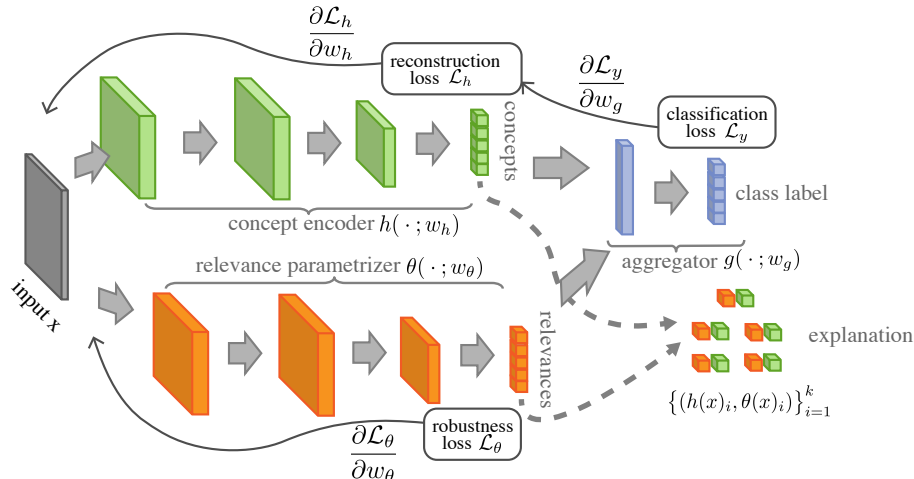 ∂ℒ_h / ∂w_h
reconstruction
loss ℒ_h
∂ℒ_y / ∂w_g
classification
loss ℒ_y
concepts
class label
concept encoder h( · ; w_h)
aggregator g( · ; w_g)
relevance parametrizer θ( · ; w_θ)
input x
relevances
explanation
{(h(x)_i, θ(x)_i)}_{i=1}^k
robustness
loss ℒ_θ
∂ℒ_θ / ∂w_θ